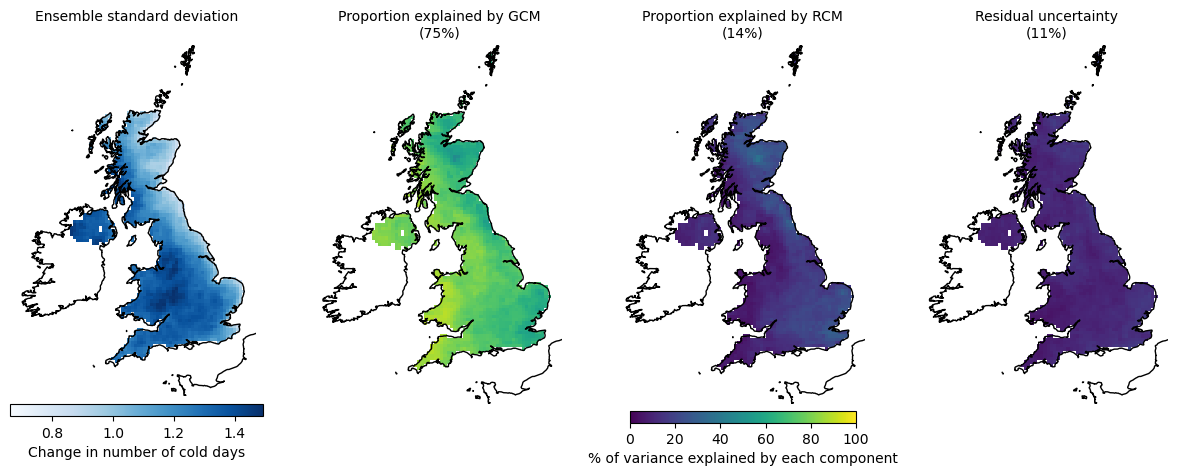 Ensemble standard deviation
Proportion explained by GCM
(75%)
Proportion explained by RCM
(14%)
Residual uncertainty
(11%)
0.8 1.0 1.2 1.4
Change in number of cold days
0 20 40 60 80 100
% of variance explained by each component